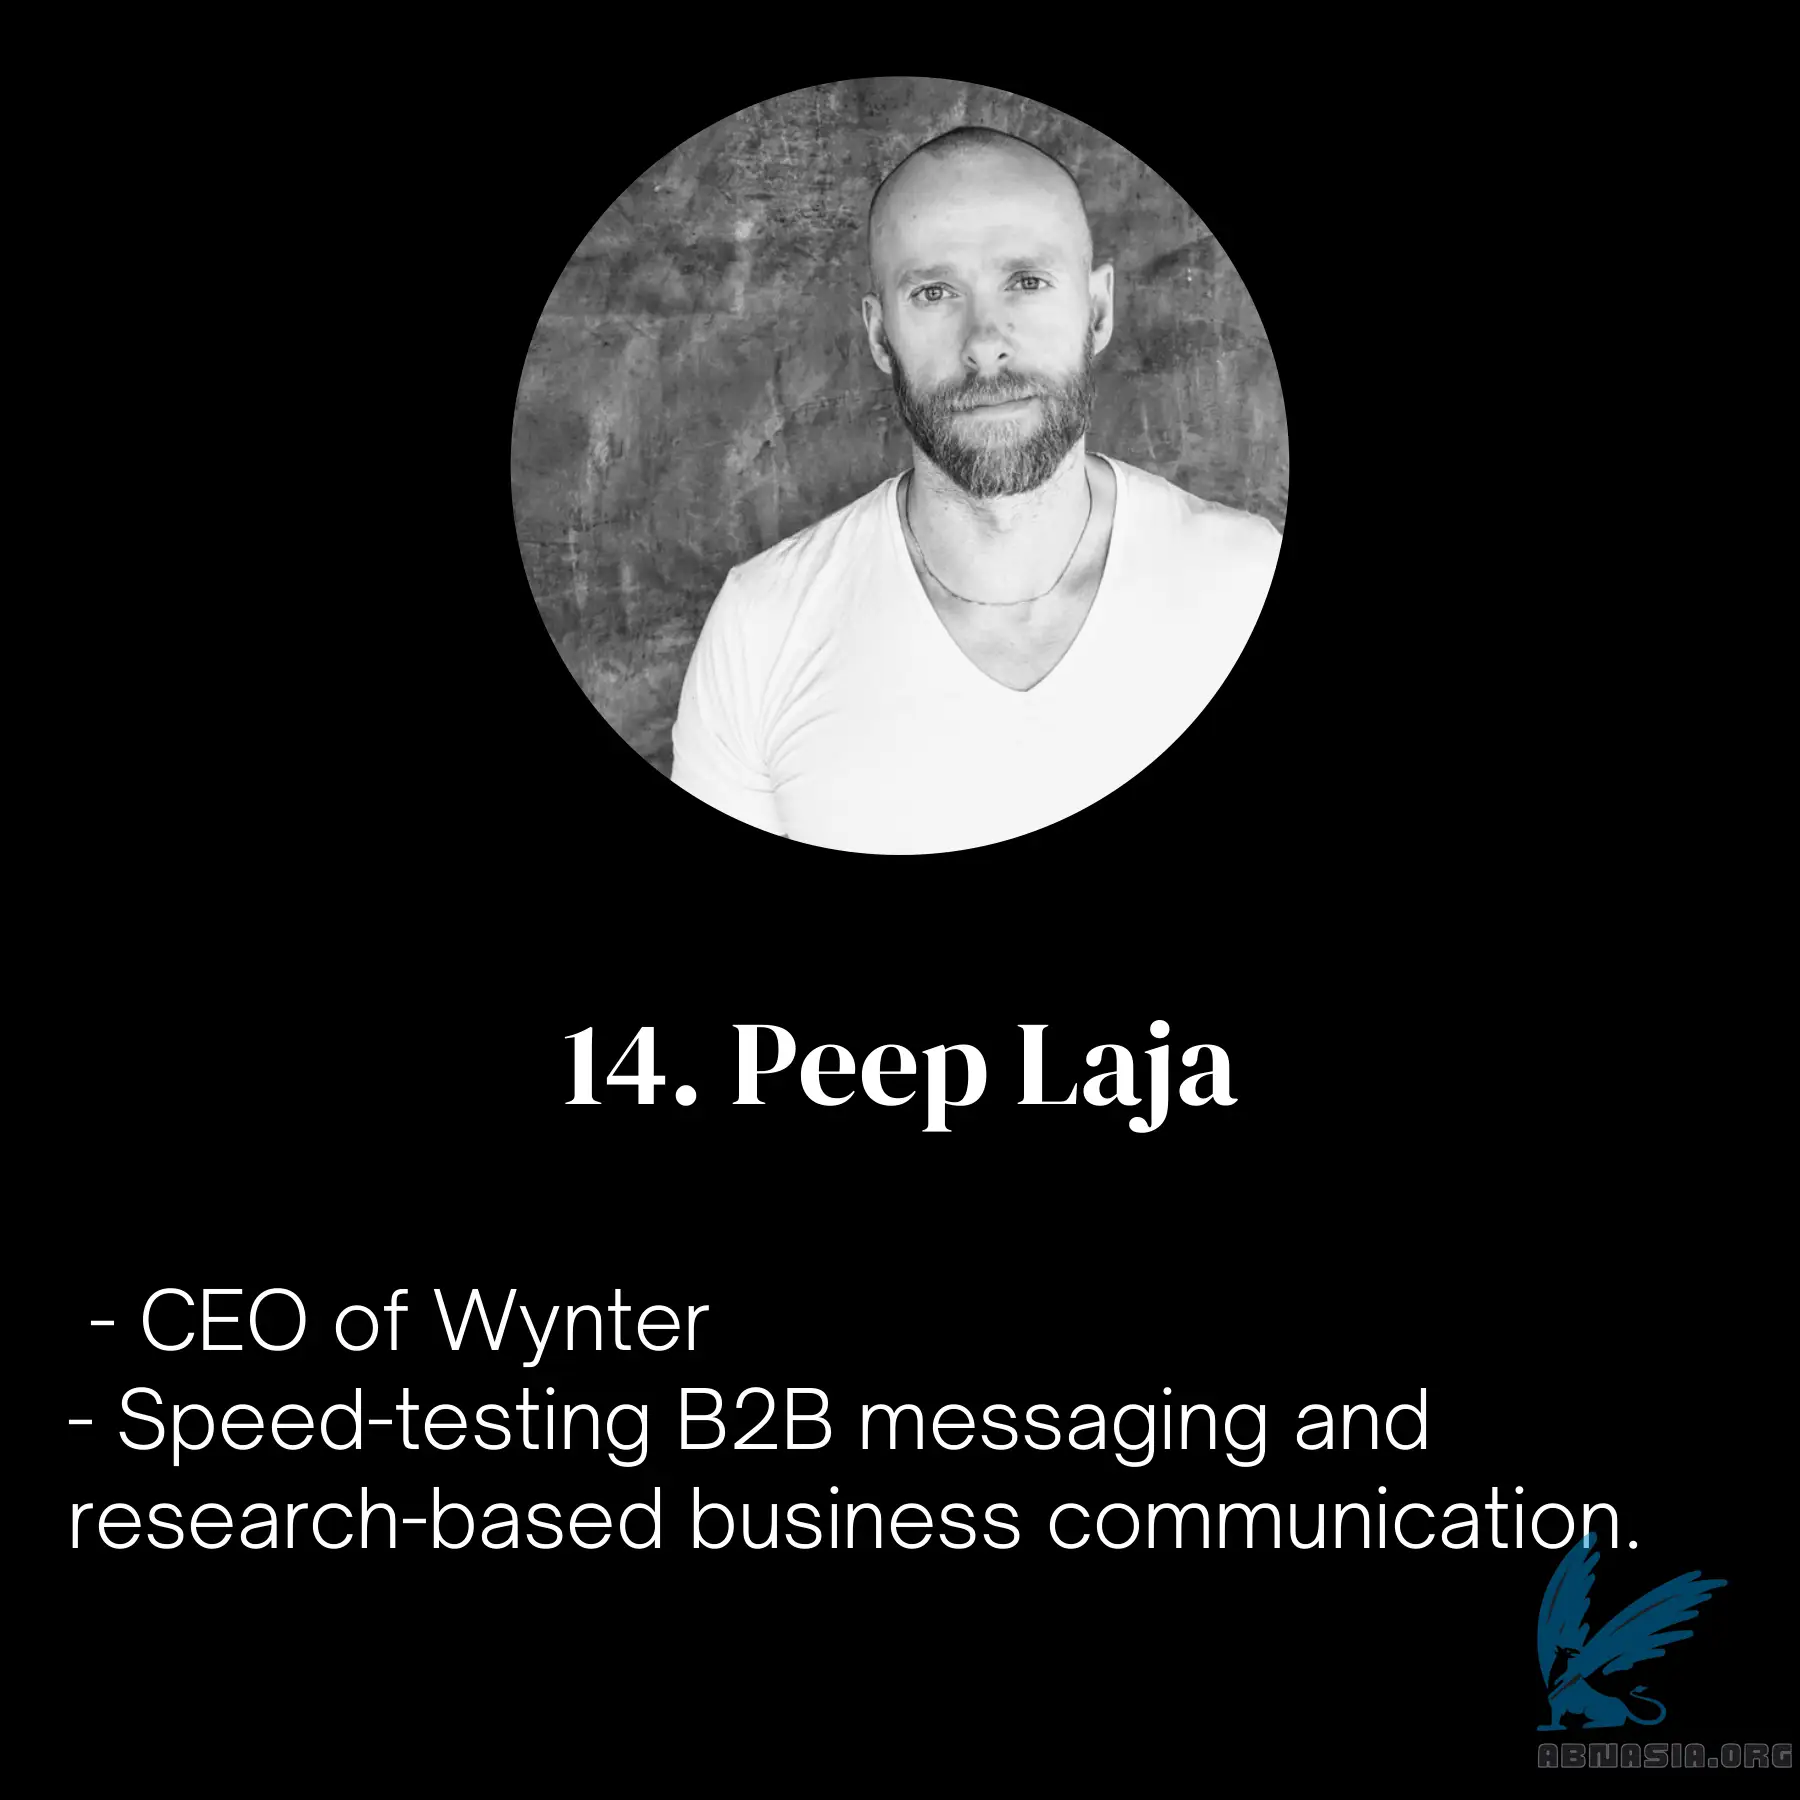 14. Peep Laja
- CEO of Wynter
- Speed-testing B2B messaging and
research-based business communication.
ABNASIA.ORG